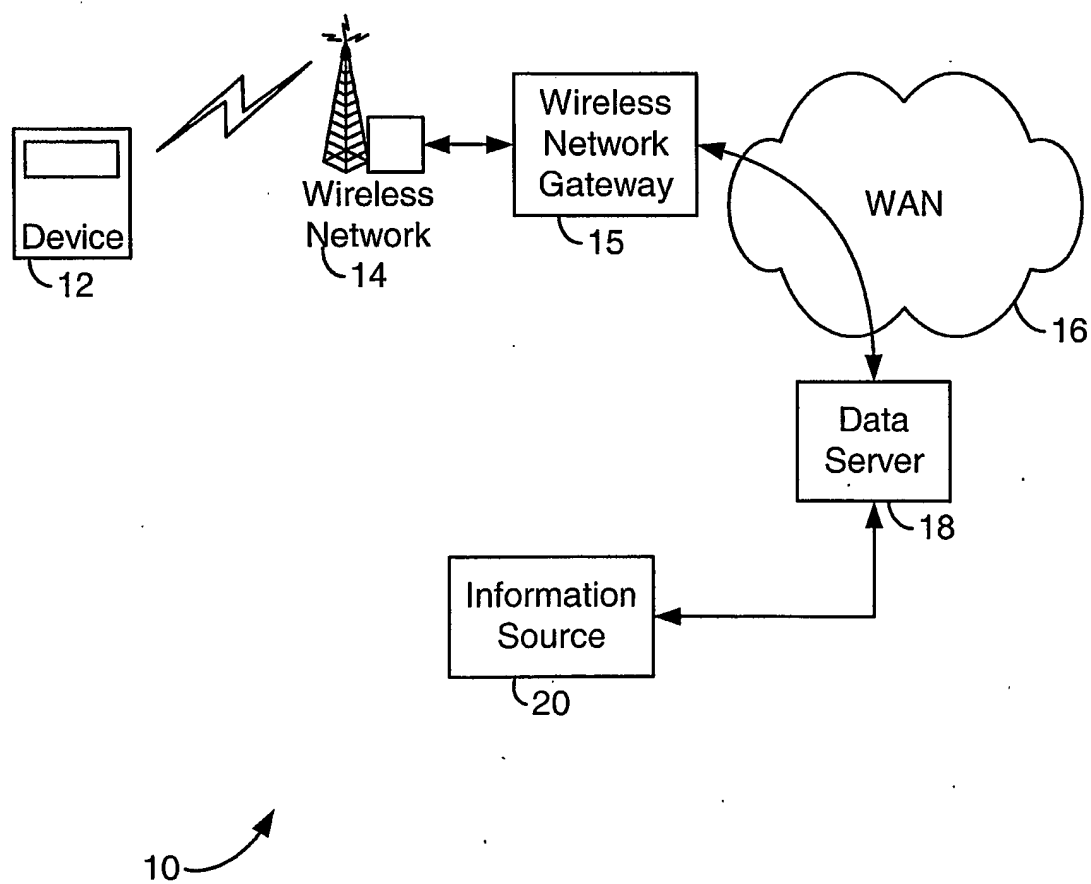 Device
12
Wireless
Network
14
Wireless
Network
Gateway
15
WAN
16
Data
Server
18
Information
Source
20
10